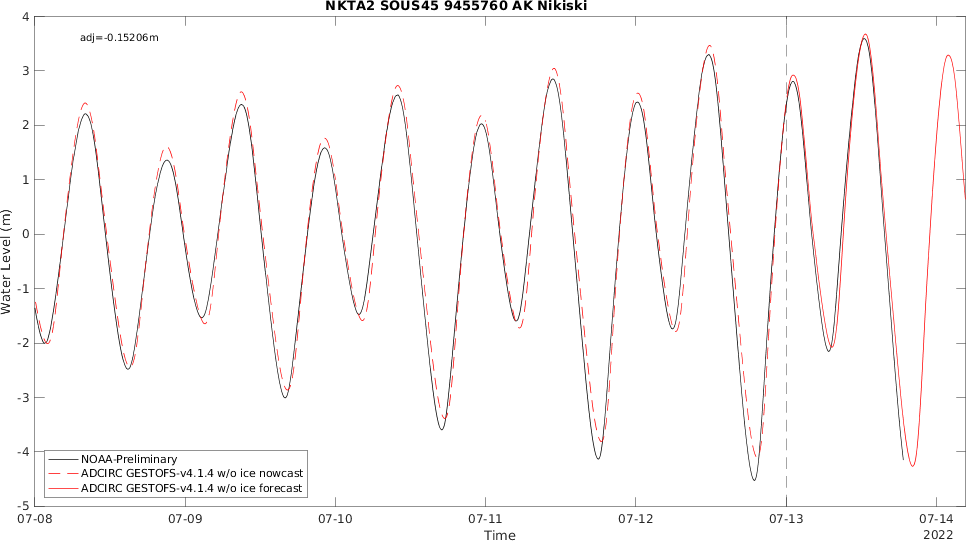 NKTA2 SOUS45 9455760 AK Nikiski
adj=-0.15206m
4
3
2
1
0
-1
-2
-3
-4
-5
Water Level (m)
NOAA-Preliminary
ADCIRC GESTOFS-v4.1.4 w/o ice nowcast
ADCIRC GESTOFS-v4.1.4 w/o ice forecast
07-08 07-09 07-10 07-11 07-12 07-13 07-14
Time 2022